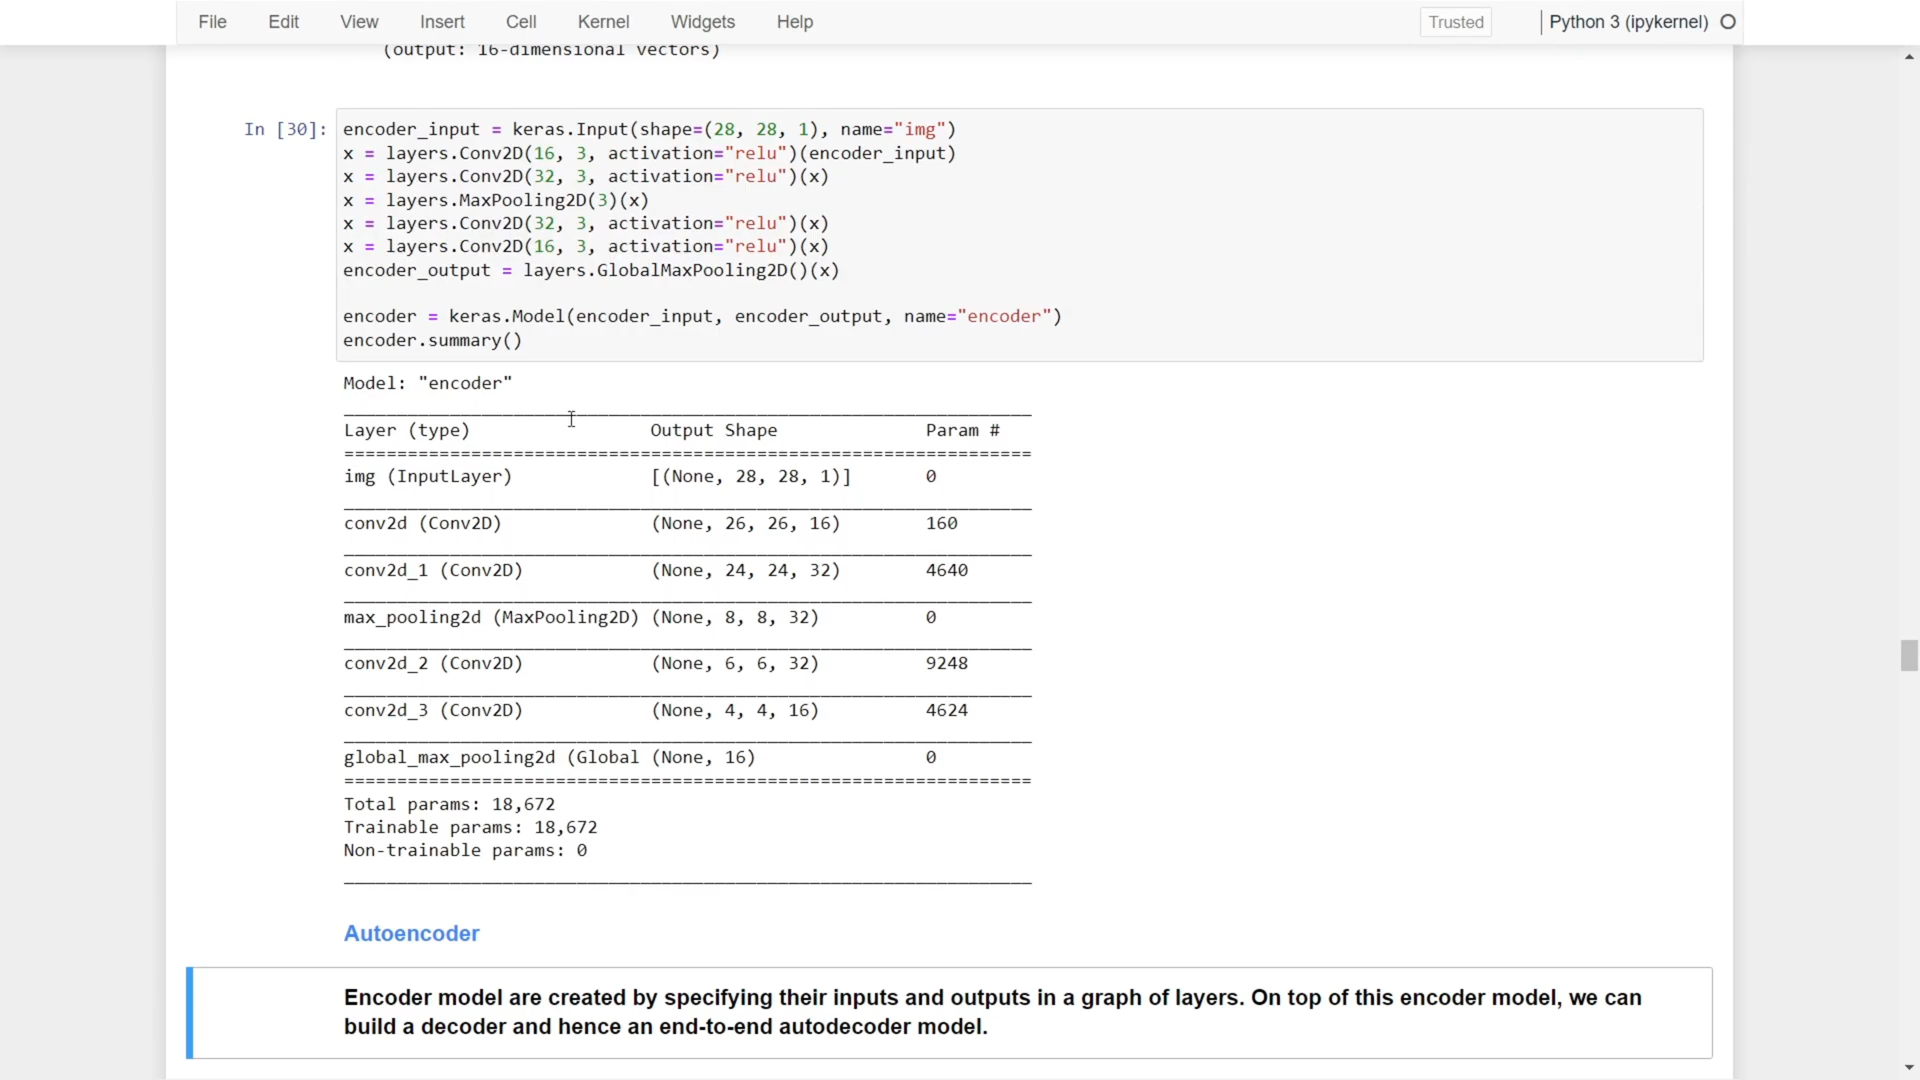 File Edit View Insert Cell Kernel Widgets Help Trusted Python 3 (ipykernel)
(output: 16-dimensional vectors)
In [30]: encoder_input = keras.Input(shape=(28, 28, 1), name="img")
x = layers.Conv2D(16, 3, activation="relu")(encoder_input)
x = layers.Conv2D(32, 3, activation="relu")(x)
x = layers.MaxPooling2D(3)(x)
x = layers.Conv2D(32, 3, activation="relu")(x)
x = layers.Conv2D(16, 3, activation="relu")(x)
encoder_output = layers.GlobalMaxPooling2D()(x)
encoder = keras.Model(encoder_input, encoder_output, name="encoder")
encoder.summary()
Model: "encoder"
Layer (type) Output Shape Param #
img (InputLayer) [(None, 28, 28, 1)] 0
conv2d (Conv2D) (None, 26, 26, 16) 160
conv2d_1 (Conv2D) (None, 24, 24, 32) 4640
max_pooling2d (MaxPooling2D) (None, 8, 8, 32) 0
conv2d_2 (Conv2D) (None, 6, 6, 32) 9248
conv2d_3 (Conv2D) (None, 4, 4, 16) 4624
global_max_pooling2d (Global (None, 16) 0
Total params: 18,672
Trainable params: 18,672
Non-trainable params: 0
Autoencoder
Encoder model are created by specifying their inputs and outputs in a graph of layers. On top of this encoder model, we can
build a decoder and hence an end-to-end autodecoder model.